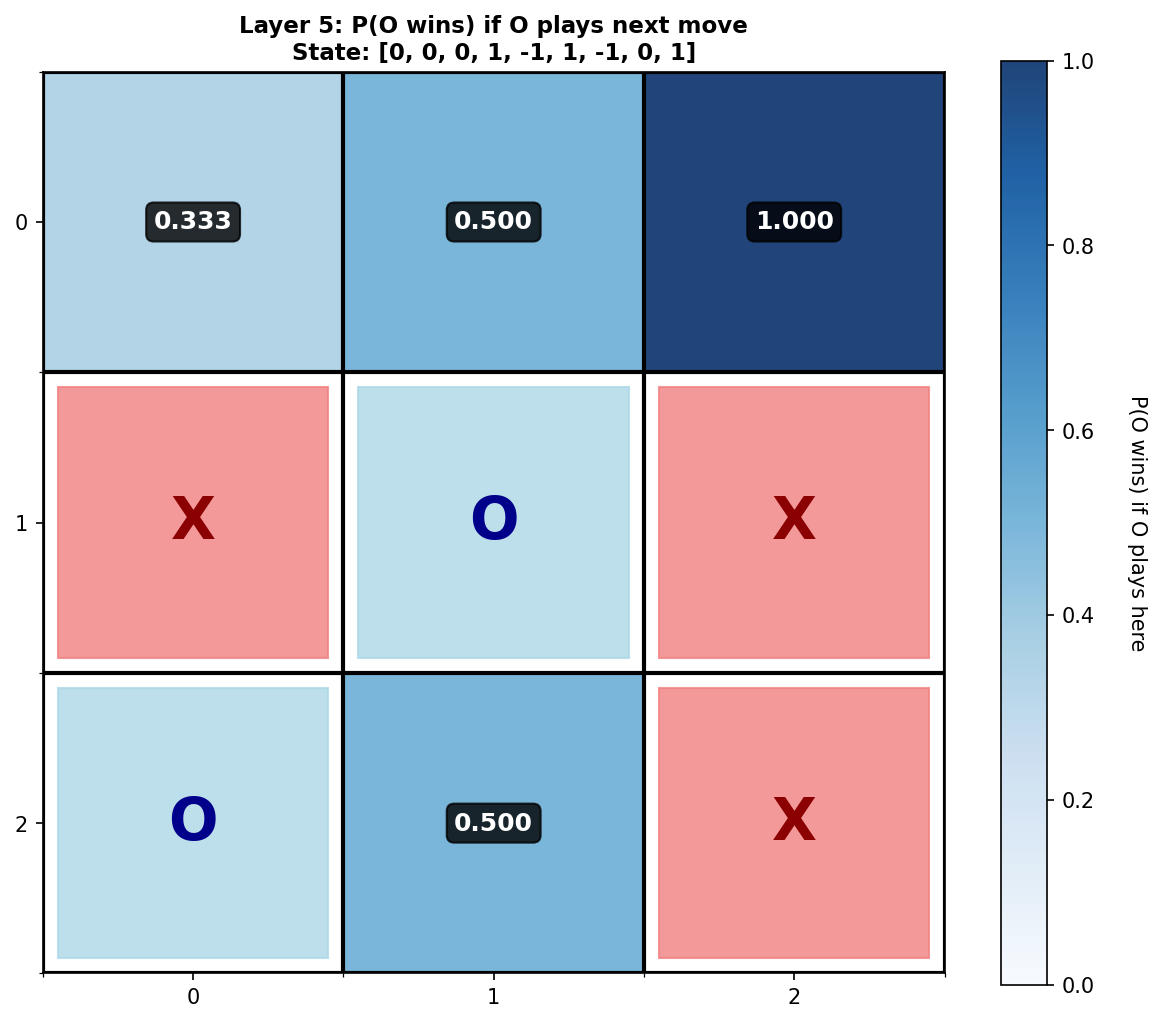 Layer 5: P(O wins) if O plays next move
State: [0, 0, 0, 1, -1, 1, -1, 0, 1]
0
0.333
0.500
1.000
1
X
O
X
2
O
0.500
X
0
1
2
1.0
0.8
0.6
0.4
0.2
0.0
P(O wins) if O plays here